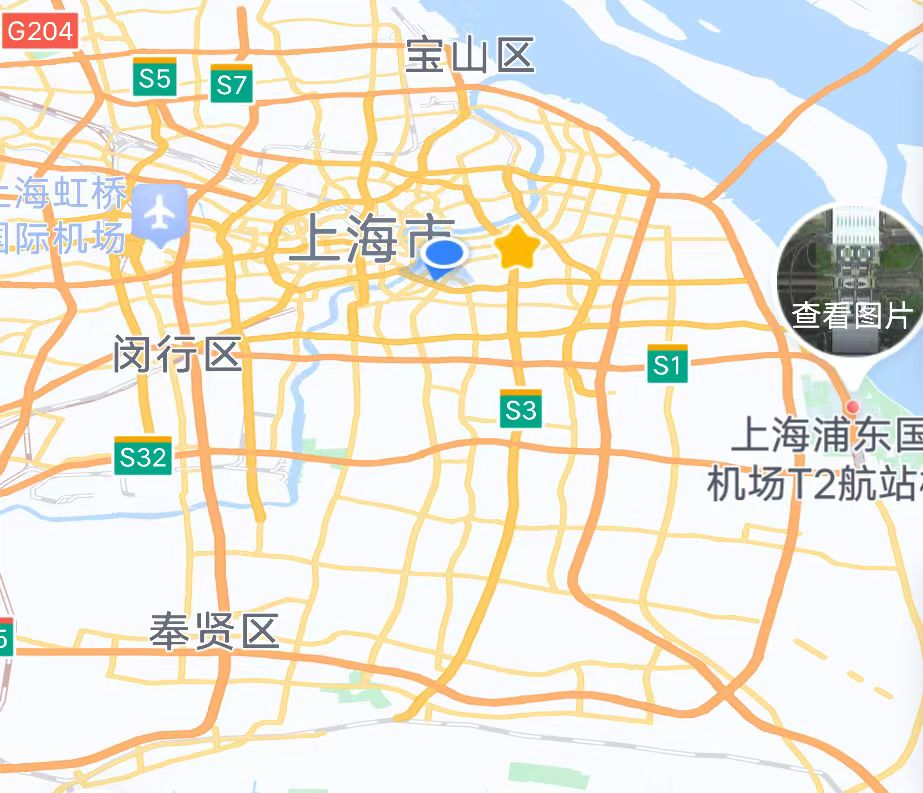 G204
宝山区
S5
S7
上海虹桥
国际机场
上海市
查看图片
闵行区
S1
S3
上海浦东国
机场T2航站
S32
奉贤区
5